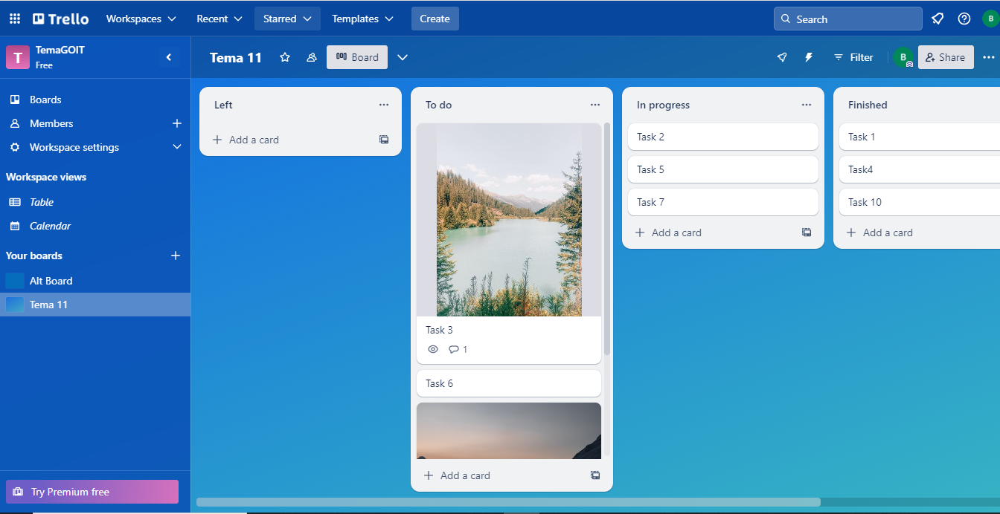 Trello Workspaces Recent Starred Templates Create Search B
T TemaGOIT
Free
Tema 11 Board Filter B Share
Boards
Members
Workspace settings
Workspace views
Table
Calendar
Your boards
Alt Board
Tema 11
Try Premium free
Left
Add a card
To do
Task 3
1
Task 6
Add a card
In progress
Task 2
Task 5
Task 7
Add a card
Finished
Task 1
Task4
Task 10
Add a card